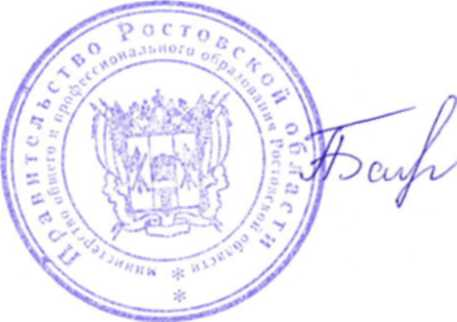 Правительство Ростовской области
министерство общего и профессионального образования Ростовской области